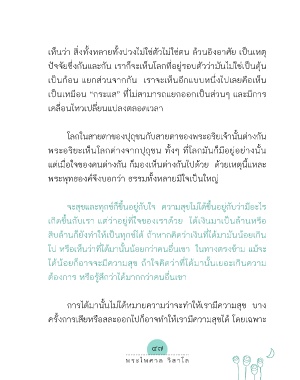 เห็นว่า สิ่งทั้งหลายทั้งปวงไม่ใช่ตัวไม่ใช่ตน ล้วนอิงอาศัย เป็นเหตุ
ปัจจัยซึ่งกันและกัน เราก็จะเห็นโลกที่อยู่รอบตัวว่ามันไม่ใช่เป็นดุ้น
เป็นก้อน แยกส่วนจากกัน เราจะเห็นอีกแบบหนึ่งไปเลยคือเห็น
เป็นเหมือน "กระแส" ที่ไม่สามารถแยกออกเป็นส่วนๆ และมีการ
เคลื่อนไหวเปลี่ยนแปลงตลอดเวลา
โลกในสายตาของปุถุชนกับสายตาของพระอริยเจ้านั้นต่างกัน
พระอริยะเห็นโลกต่างจากปุถุชน ทั้งๆ ที่โลกมันก็มีอยู่อย่างนั้น
แต่เมื่อใจของคนต่างกัน ก็มองเห็นต่างกันไปด้วย ด้วยเหตุนี้แหละ
พระพุทธองค์จึงบอกว่า ธรรมทั้งหลายมีใจเป็นใหญ่
จะสุขและทุกข์ก็ขึ้นอยู่กับใจ ความสุขไม่ได้ขึ้นอยู่กับว่ามีอะไร
เกิดขึ้นกับเรา แต่ว่าอยู่ที่ใจของเราด้วย ได้เงินมาเป็นล้านหรือ
สิบล้านก็ยังทำให้เป็นทุกข์ได้ ถ้าหากคิดว่าเงินที่ได้มามันน้อยเกิน
ไป หรือเห็นว่าที่ได้มานั้นน้อยกว่าคนอื่นเขา ในทางตรงข้าม แม้จะ
ได้น้อยก็อาจจะมีความสุข ถ้าใจคิดว่าที่ได้มานั้นเยอะเกินความ
ต้องการ หรือรู้สึกว่าได้มากกว่าคนอื่นเขา
การได้มานั้นไม่ได้หมายความว่าจะทำให้เรามีความสุข บาง
ครั้งการเสียหรือสละออกไปก็อาจทำให้เรามีความสุขได้ โดยเฉพาะ
๔๗
พระไพศาล วิสาโล